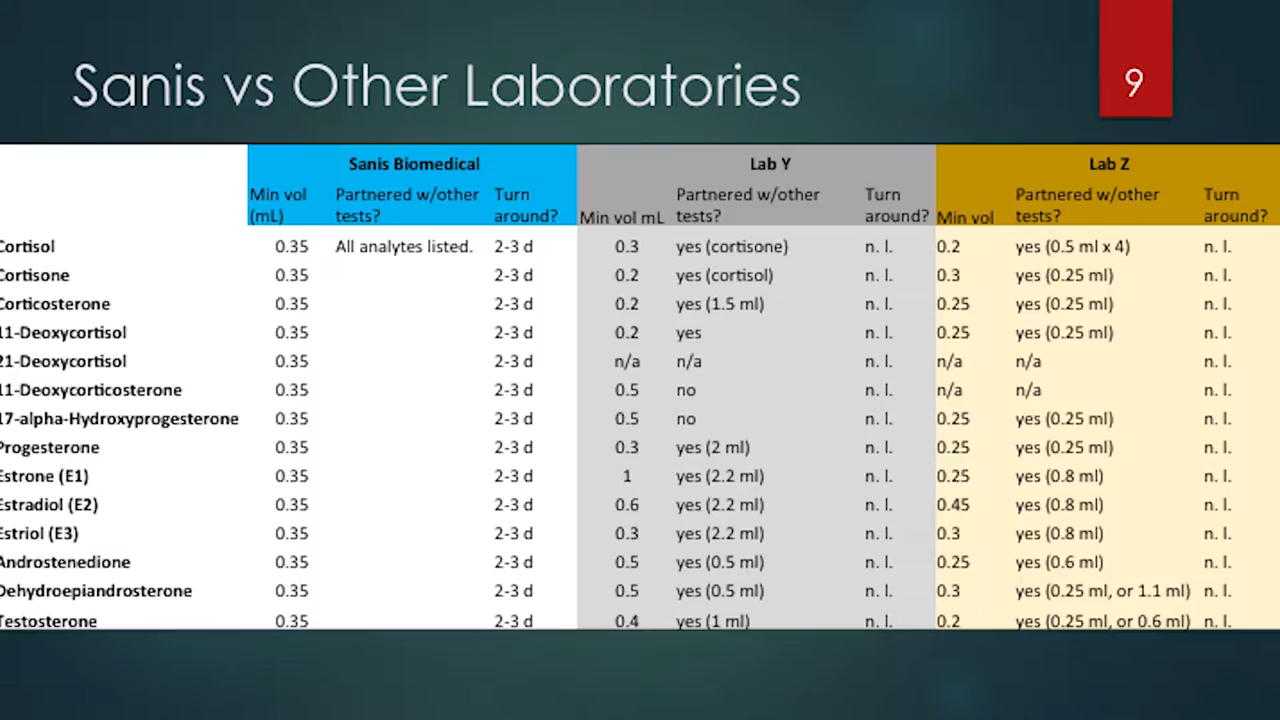 Sanis vs Other Laboratories
9
Sanis Biomedical Lab Y Lab Z
Min vol (mL) Partnered w/other tests? Turn around? Min vol mL Partnered w/other tests? Turn around? Min vol Partnered w/other tests? Turn around?
Cortisol 0.35 All analytes listed. 2-3 d 0.3 yes (cortisone) n. l. 0.2 yes (0.5 ml x 4) n. l.
Cortisone 0.35 2-3 d 0.2 yes (cortisol) n. l. 0.3 yes (0.25 ml) n. l.
Corticosterone 0.35 2-3 d 0.2 yes (1.5 ml) n. l. 0.25 yes (0.25 ml) n. l.
11-Deoxycortisol 0.35 2-3 d 0.2 yes n. l. 0.25 yes (0.25 ml) n. l.
21-Deoxycortisol 0.35 2-3 d n/a n/a n. l. n/a n/a n. l.
11-Deoxycorticosterone 0.35 2-3 d 0.5 no n. l. n/a n/a n. l.
17-alpha-Hydroxyprogesterone 0.35 2-3 d 0.5 no n. l. 0.25 yes (0.25 ml) n. l.
Progesterone 0.35 2-3 d 0.3 yes (2 ml) n. l. 0.25 yes (0.25 ml) n. l.
Estrone (E1) 0.35 2-3 d 1 yes (2.2 ml) n. l. 0.25 yes (0.8 ml) n. l.
Estradiol (E2) 0.35 2-3 d 0.6 yes (2.2 ml) n. l. 0.45 yes (0.8 ml) n. l.
Estriol (E3) 0.35 2-3 d 0.3 yes (2.2 ml) n. l. 0.3 yes (0.8 ml) n. l.
Androstenedione 0.35 2-3 d 0.5 yes (0.5 ml) n. l. 0.25 yes (0.6 ml) n. l.
Dehydroepiandrosterone 0.35 2-3 d 0.5 yes (0.5 ml) n. l. 0.3 yes (0.25 ml, or 1.1 ml) n. l.
Testosterone 0.35 2-3 d 0.4 yes (1 ml) n. l. 0.2 yes (0.25 ml, or 0.6 ml) n. l.